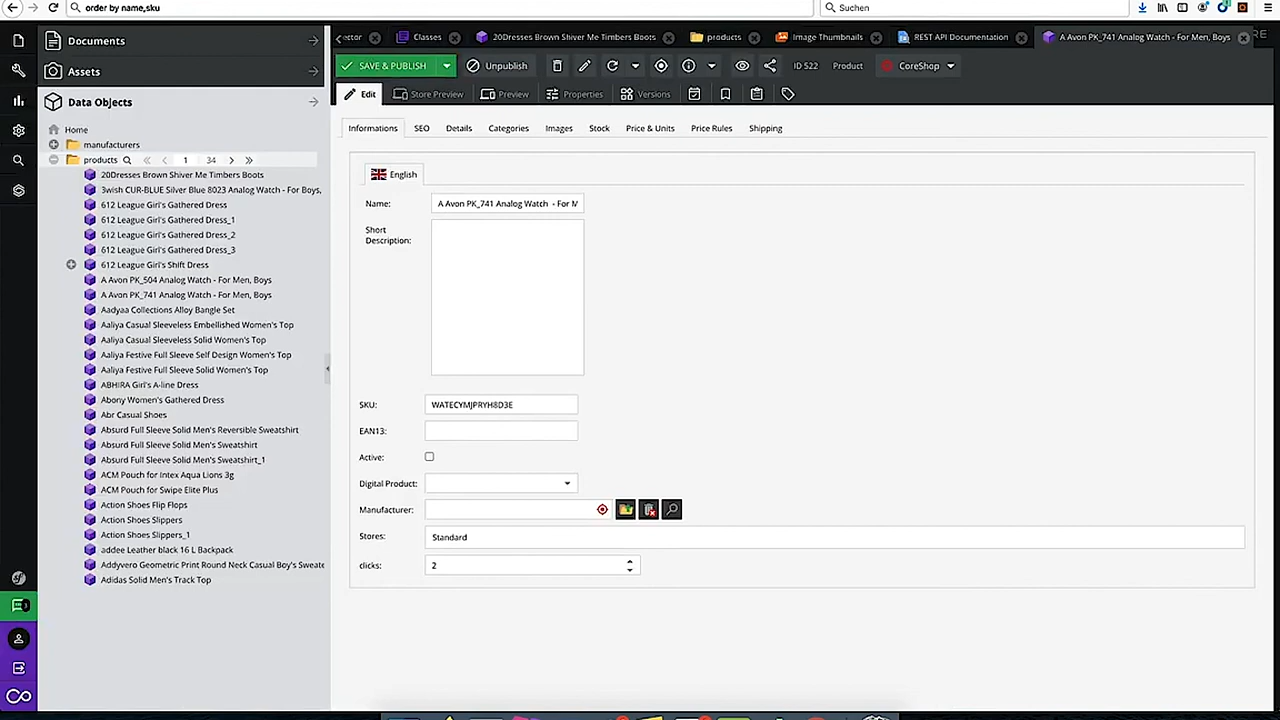 order by name,sku
Suchen
Documents
Assets
Data Objects
Home
manufacturers
products
1
34
20Dresses Brown Shiver Me Timbers Boots
3wish CUR-BLUE Silver Blue 8023 Analog Watch - For Boys,
612 League Girl's Gathered Dress
612 League Girl's Gathered Dress_1
612 League Girl's Gathered Dress_2
612 League Girl's Gathered Dress_3
612 League Girl's Shift Dress
A Avon PK_504 Analog Watch - For Men, Boys
A Avon PK_741 Analog Watch - For Men, Boys
Aadyaa Collections Alloy Bangle Set
Aaliya Casual Sleeveless Embellished Women's Top
Aaliya Casual Sleeveless Solid Women's Top
Aaliya Festive Full Sleeve Self Design Women's Top
Aaliya Festive Full Sleeve Solid Women's Top
ABHIRA Girl's A-line Dress
Abony Women's Gathered Dress
Abr Casual Shoes
Absurd Full Sleeve Solid Men's Reversible Sweatshirt
Absurd Full Sleeve Solid Men's Sweatshirt
Absurd Full Sleeve Solid Men's Sweatshirt_1
ACM Pouch for Intex Aqua Lions 3g
ACM Pouch for Swipe Elite Plus
Action Shoes Flip Flops
Action Shoes Slippers
Action Shoes Slippers_1
addee Leather black 16 L Backpack
Addyvero Geometric Print Round Neck Casual Boy's Sweate
Adidas Solid Men's Track Top
ector
Classes
20Dresses Brown Shiver Me Timbers Boots
products
Image Thumbnails
REST API Documentation
A Avon PK_741 Analog Watch - For Men, Boys
RE
SAVE & PUBLISH
Unpublish
ID 522
Product
CoreShop
Edit
Store Preview
Preview
Properties
Versions
Informations
SEO
Details
Categories
Images
Stock
Price & Units
Price Rules
Shipping
English
Name: A Avon PK_741 Analog Watch - For M
Short
Description:
SKU: WATECYMJPRYH8D3E
EAN13:
Active:
Digital Product:
Manufacturer:
Stores: Standard
clicks: 2